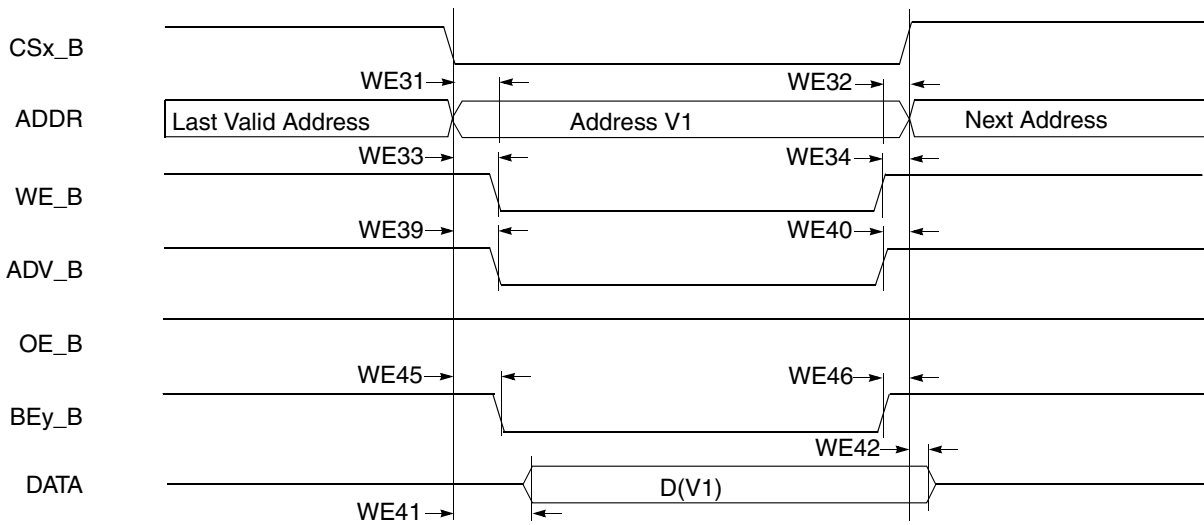 CSx_B
WE31 WE32
ADDR Last Valid Address Address V1 Next Address
WE33 WE34
WE_B
WE39 WE40
ADV_B
OE_B
WE45 WE46
BEy_B
WE42
DATA D(V1)
WE41